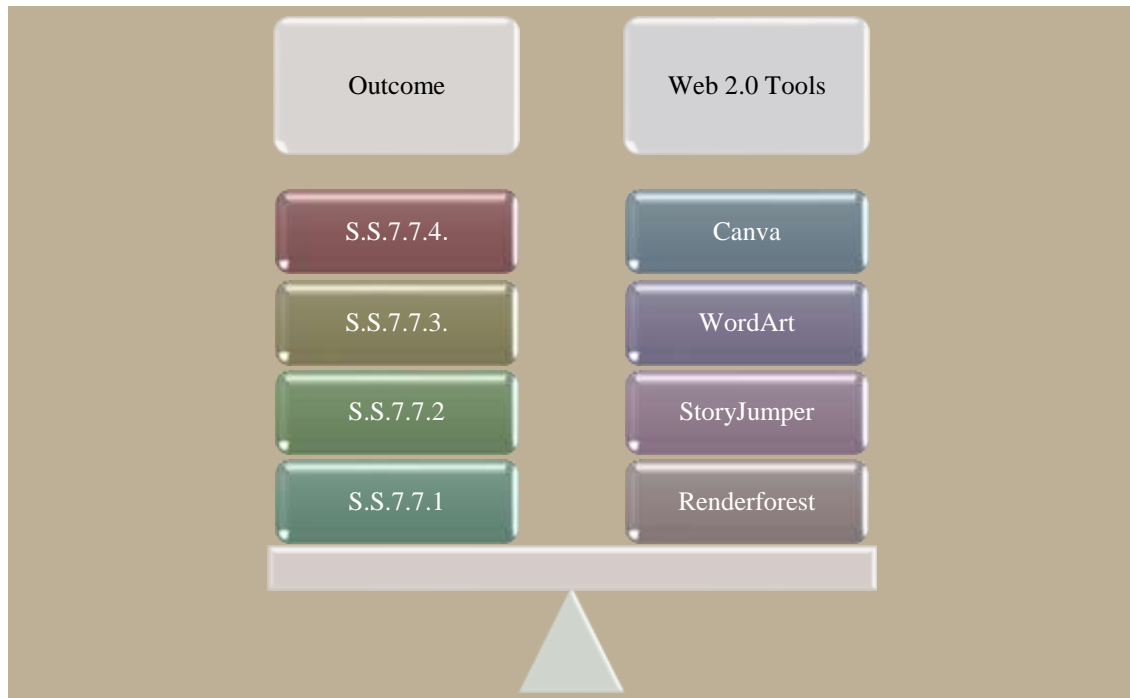 Outcome
Web 2.0 Tools
S.S.7.7.4.
Canva
S.S.7.7.3.
WordArt
S.S.7.7.2
StoryJumper
S.S.7.7.1
Renderforest